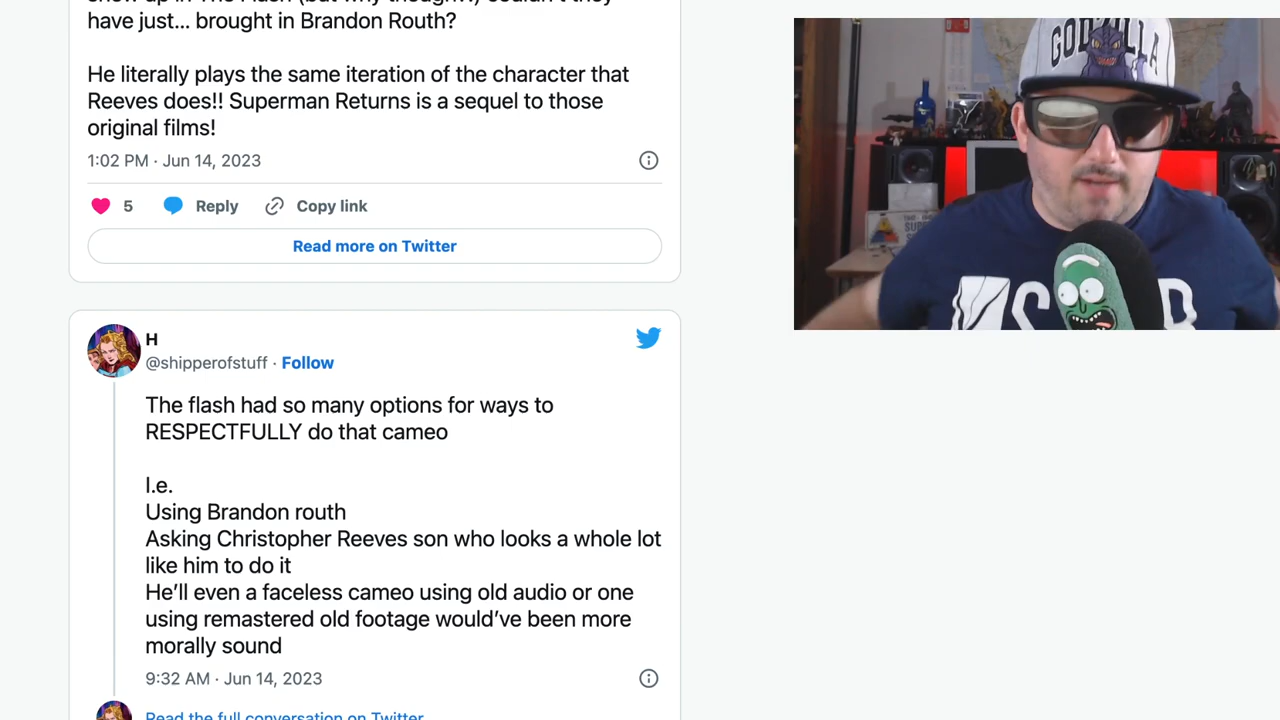 have just... brought in Brandon Routh?
He literally plays the same iteration of the character that
Reeves does!! Superman Returns is a sequel to those
original films!
1:02 PM · Jun 14, 2023
5 Reply Copy link
Read more on Twitter
H
@shipperofstuff · Follow
The flash had so many options for ways to
RESPECTFULLY do that cameo
I.e.
Using Brandon routh
Asking Christopher Reeves son who looks a whole lot
like him to do it
He'll even a faceless cameo using old audio or one
using remastered old footage would've been more
morally sound
9:32 AM · Jun 14, 2023
Read the full conversation on Twitter
GODZILLA